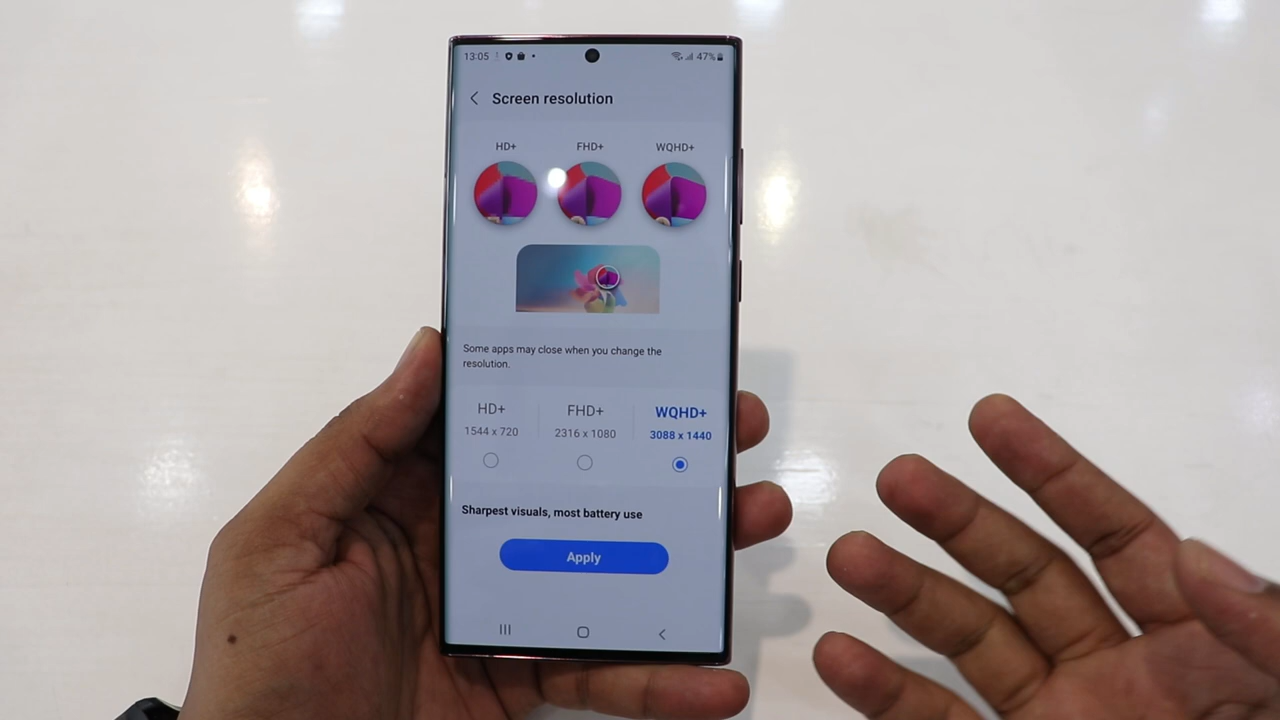 13:05
47%
Screen resolution
HD+ FHD+ WQHD+
Some apps may close when you change the
resolution.
HD+ FHD+ WQHD+
1544 x 720 2316 x 1080 3088 x 1440
Sharpest visuals, most battery use
Apply